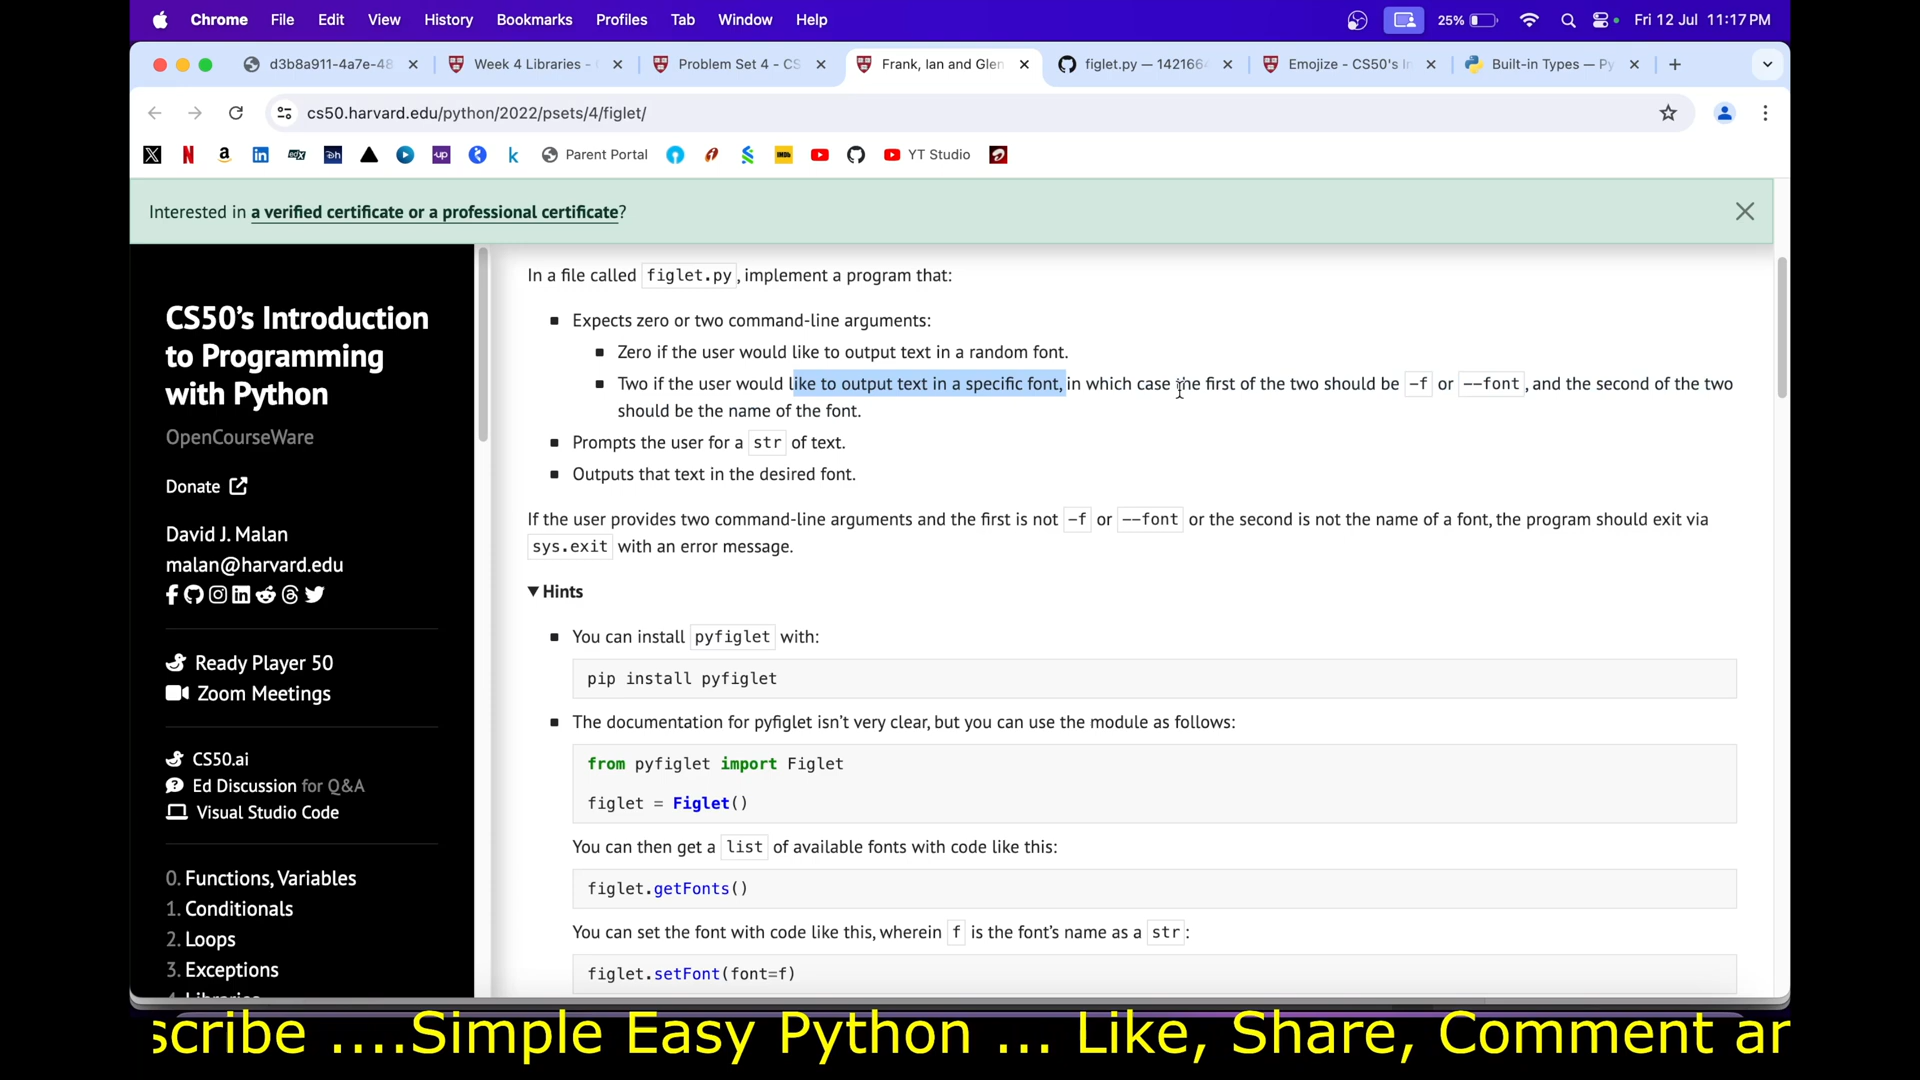 Chrome File Edit View History Bookmarks Profiles Tab Window Help 25% Fri 12 Jul 11:17 PM
d3b8a911-4a7e-48 Week 4 Libraries - Problem Set 4 - CS Frank, Ian and Glen figlet.py — 142166 Emojize - CS50's In Built-in Types — Py
cs50.harvard.edu/python/2022/psets/4/figlet/
Parent Portal YT Studio
Interested in a verified certificate or a professional certificate?
CS50’s Introduction
to Programming
with Python
OpenCourseWare
Donate
David J. Malan
malan@harvard.edu
Ready Player 50
Zoom Meetings
CS50.ai
Ed Discussion for Q&A
Visual Studio Code
0. Functions, Variables
1. Conditionals
2. Loops
3. Exceptions
In a file called figlet.py, implement a program that:
Expects zero or two command-line arguments:
Zero if the user would like to output text in a random font.
Two if the user would like to output text in a specific font, in which case the first of the two should be -f or --font, and the second of the two
should be the name of the font.
Prompts the user for a str of text.
Outputs that text in the desired font.
If the user provides two command-line arguments and the first is not -f or --font or the second is not the name of a font, the program should exit via
sys.exit with an error message.
▼ Hints
You can install pyfiglet with:
pip install pyfiglet
The documentation for pyfiglet isn’t very clear, but you can use the module as follows:
from pyfiglet import Figlet
figlet = Figlet()
You can then get a list of available fonts with code like this:
figlet.getFonts()
You can set the font with code like this, wherein f is the font’s name as a str:
figlet.setFont(font=f)
scribe ....Simple Easy Python ... Like, Share, Comment ar